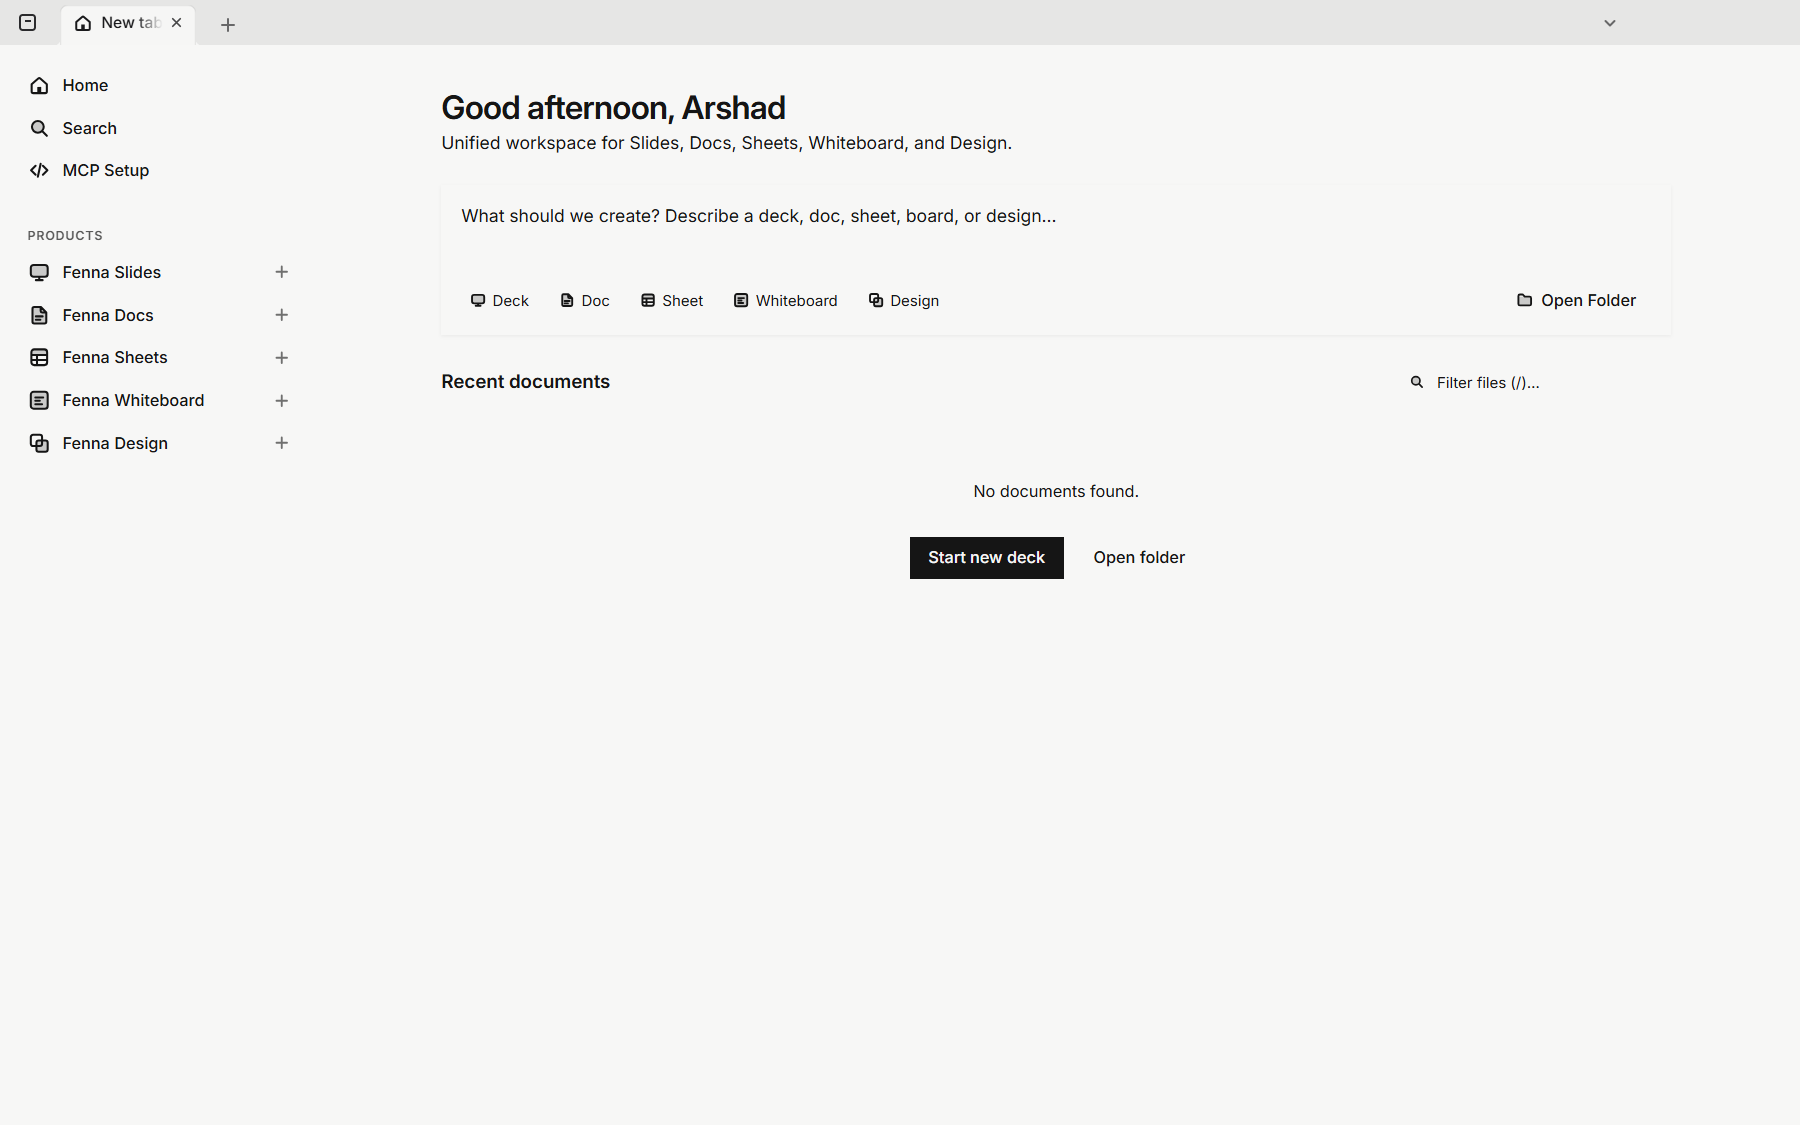 New tab
Home
Search
MCP Setup
PRODUCTS
Fenna Slides
Fenna Docs
Fenna Sheets
Fenna Whiteboard
Fenna Design
Good afternoon, Arshad
Unified workspace for Slides, Docs, Sheets, Whiteboard, and Design.
What should we create? Describe a deck, doc, sheet, board, or design...
Deck Doc Sheet Whiteboard Design Open Folder
Recent documents Filter files (/)...
No documents found.
Start new deck Open folder